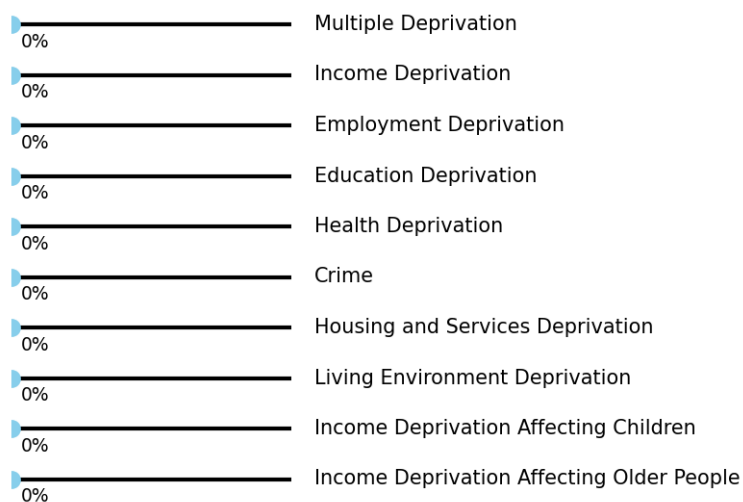 Multiple Deprivation
0%
Income Deprivation
0%
Employment Deprivation
0%
Education Deprivation
0%
Health Deprivation
0%
Crime
0%
Housing and Services Deprivation
0%
Living Environment Deprivation
0%
Income Deprivation Affecting Children
0%
Income Deprivation Affecting Older People
0%